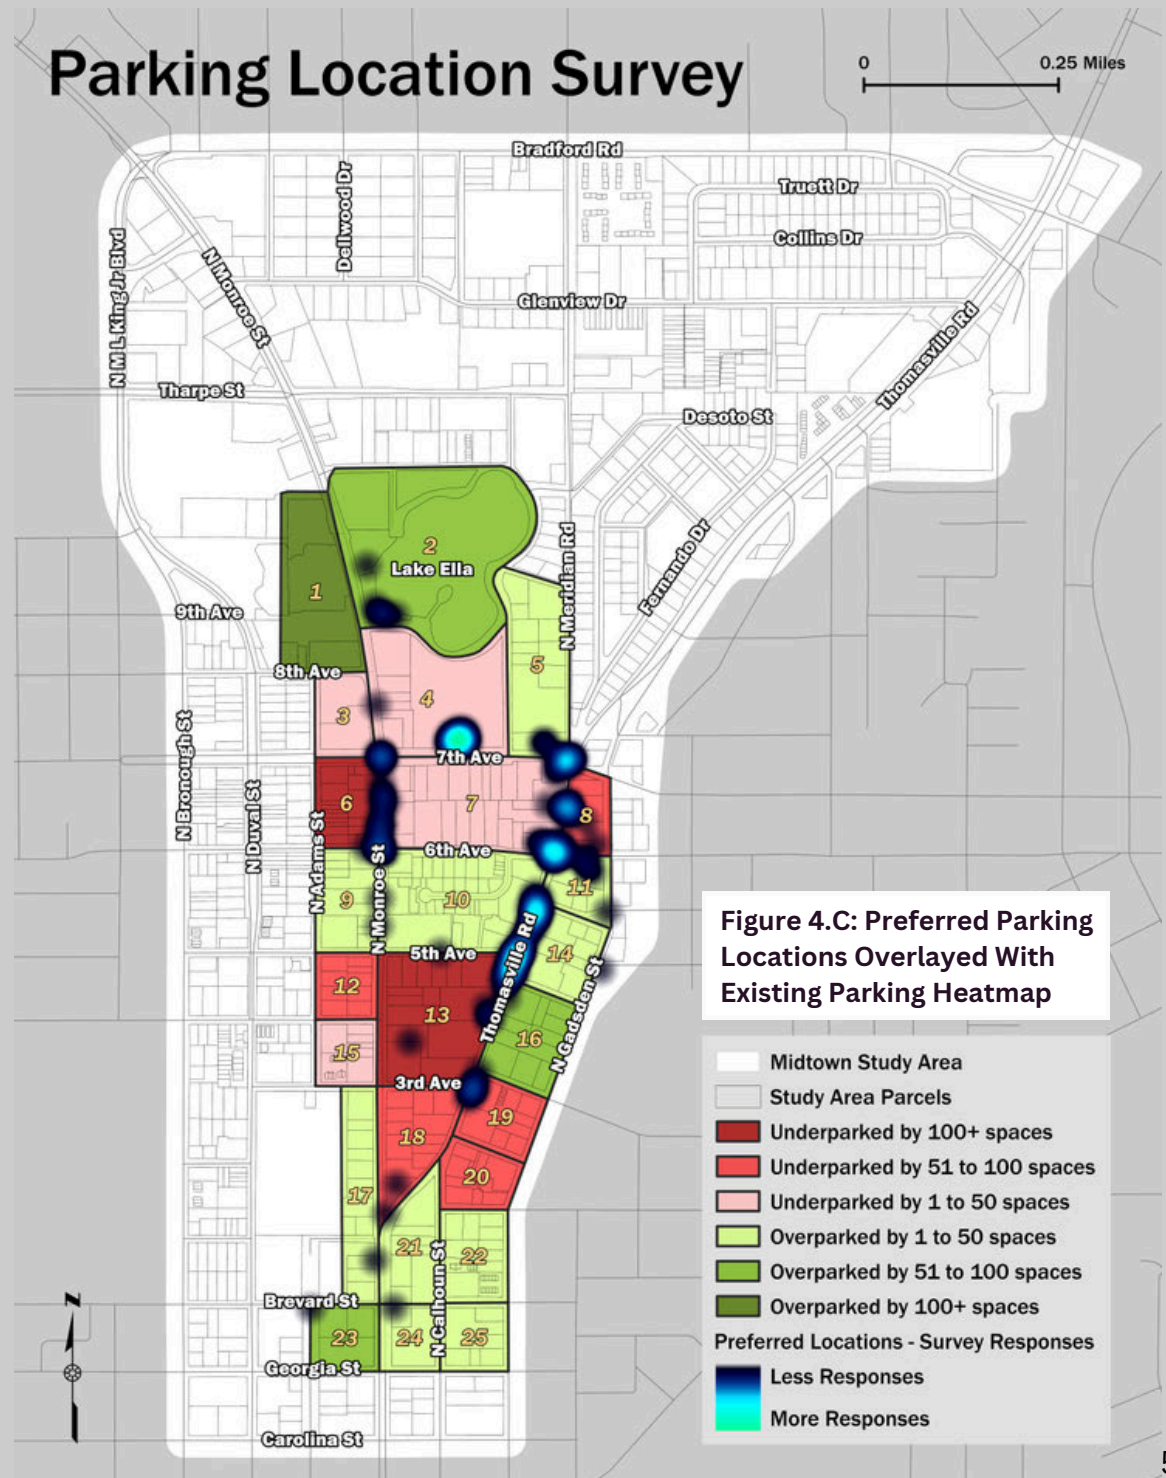 Parking Location Survey
0 0.25 Miles
Bradford Rd
Truett Dr
Dellwood Dr
Collins Dr
N M L King Jr Blvd
N Monroe St
Glenview Dr
Thomasville Rd
Tharpe St
Desoto St
2
Lake Ella
1
N Meridian Rd
Fernando Dr
9th Ave
8th Ave
5
4
3
N Bronough St
7th Ave
N Duval St
6
7
8
N Adams St
6th Ave
N Monroe St
9
10
11
Thomasville Rd
5th Ave
14
N Gadsden St
12
13
16
15
3rd Ave
19
18
20
17
21
22
N Calhoun St
Brevard St
23
24
25
Georgia St
Carolina St
N
Figure 4.C: Preferred Parking
Locations Overlayed With
Existing Parking Heatmap
Midtown Study Area
Study Area Parcels
Underparked by 100+ spaces
Underparked by 51 to 100 spaces
Underparked by 1 to 50 spaces
Overparked by 1 to 50 spaces
Overparked by 51 to 100 spaces
Overparked by 100+ spaces
Preferred Locations - Survey Responses
Less Responses
More Responses